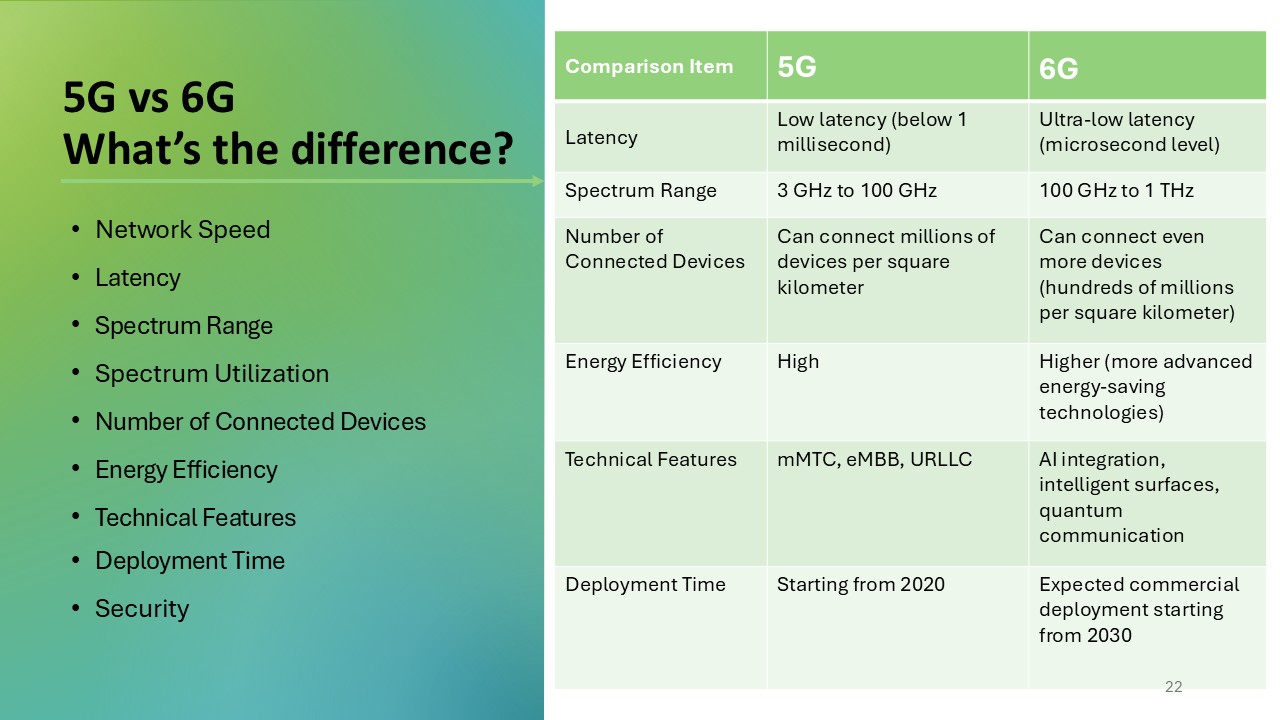 5G vs 6G
What’s the difference?
• Network Speed
• Latency
• Spectrum Range
• Spectrum Utilization
• Number of Connected Devices
• Energy Efficiency
• Technical Features
• Deployment Time
• Security
Comparison Item
5G
6G
Latency
Low latency (below 1
millisecond)
Ultra-low latency
(microsecond level)
Spectrum Range
3 GHz to 100 GHz
100 GHz to 1 THz
Number of
Connected Devices
Can connect millions of
devices per square
kilometer
Can connect even
more devices
(hundreds of millions
per square kilometer)
Energy Efficiency
High
Higher (more advanced
energy-saving
technologies)
Technical Features
mMTC, eMBB, URLLC
AI integration,
intelligent surfaces,
quantum
communication
Deployment Time
Starting from 2020
Expected commercial
deployment starting
from 2030
22